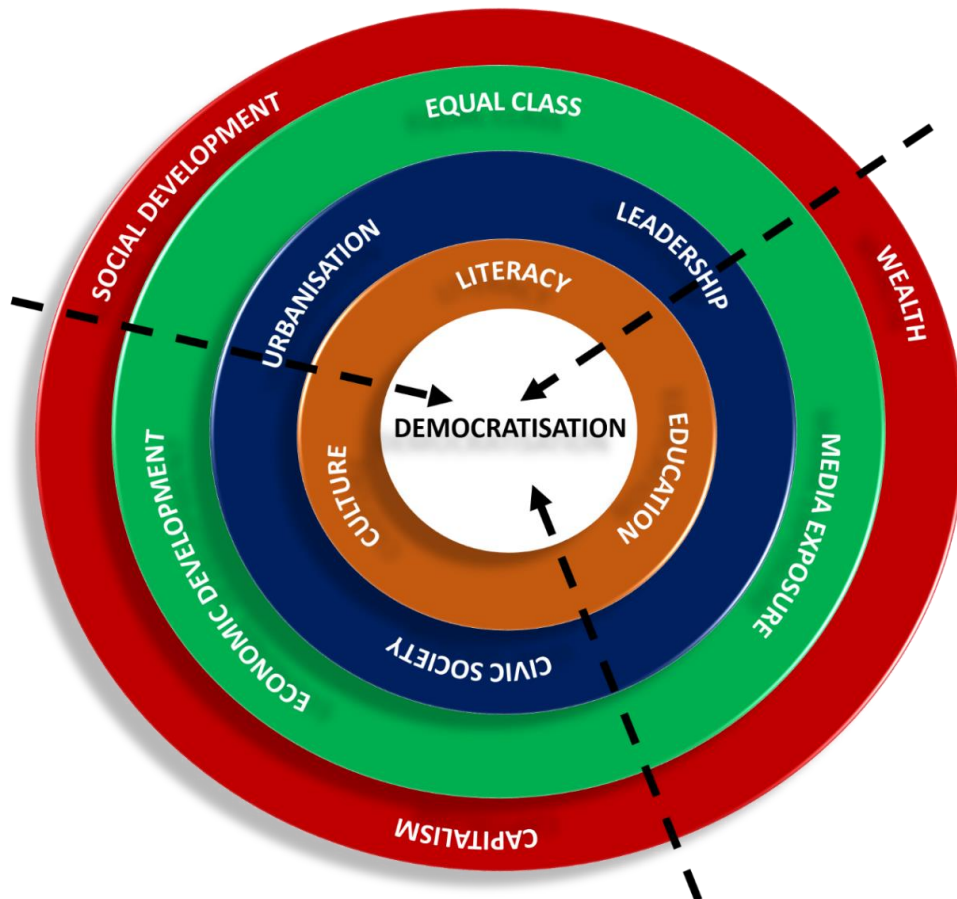 SOCIAL DEVELOPMENT
WEALTH
CAPITALISM
EQUAL CLASS
MEDIA EXPOSURE
ECONOMIC DEVELOPMENT
URBANISATION
LEADERSHIP
CIVIC SOCIETY
LITERACY
EDUCATION
CULTURE
DEMOCRATISATION